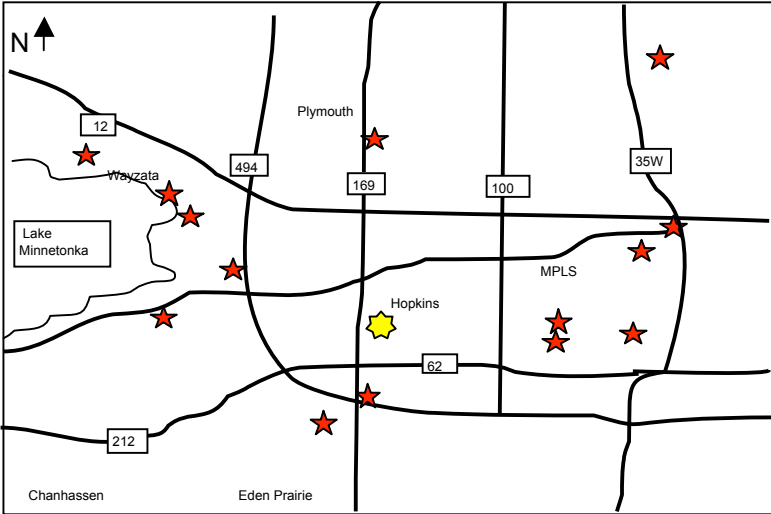 N
Plymouth
12
Wayzata
494
169
100
35W
Lake
Minnetonka
MPLS
Hopkins
62
212
Chanhassen
Eden Prairie